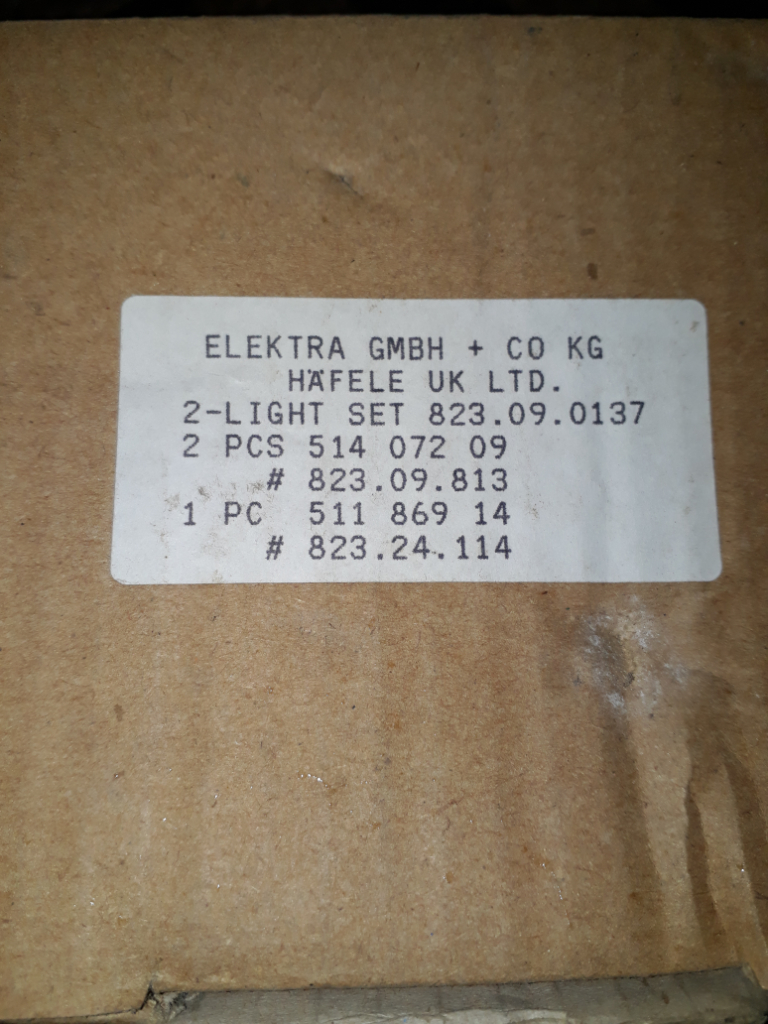 ELEKTRA GMBH + CO KG
HÄFELE UK LTD.
2-LIGHT SET 823.09.0137
2 PCS 514 072 09
# 823.09.813
1 PC 511 869 14
# 823.24.114